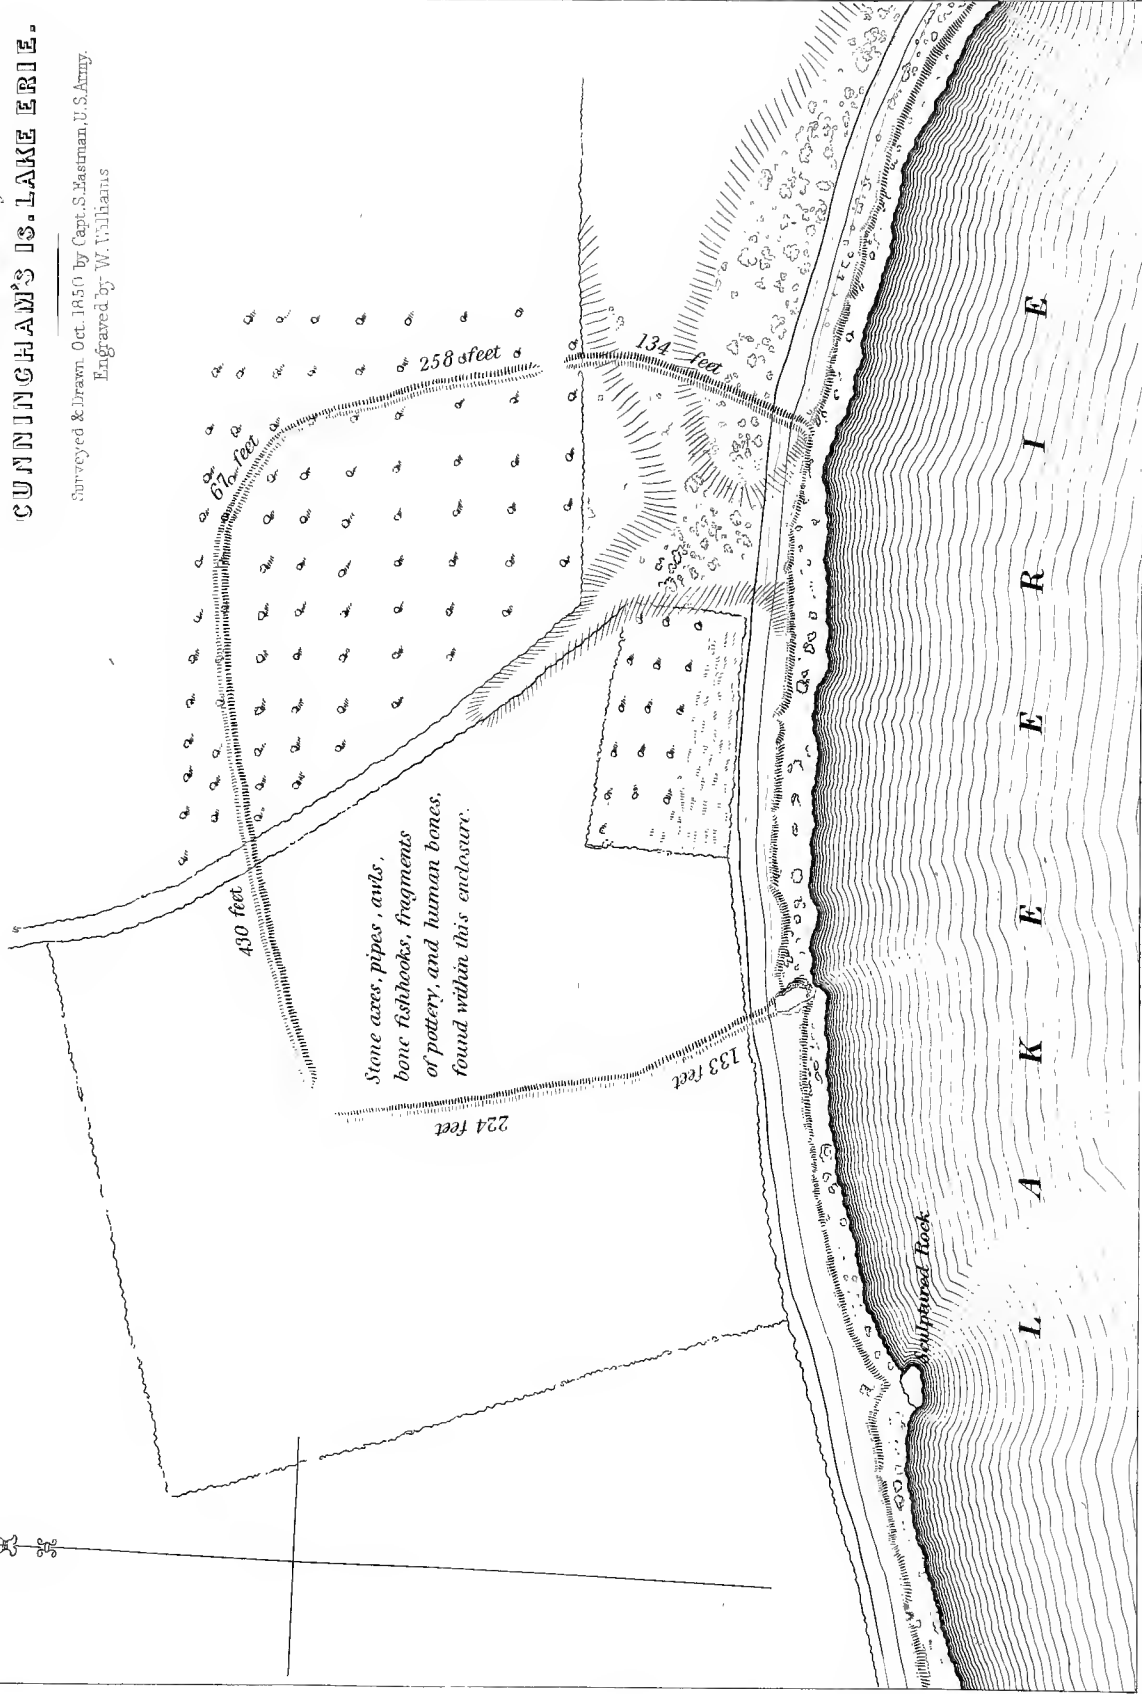 CUNNINGHAM'S IS. LAKE ERIE.
Surveyed & Drawn Oct. 1850 by Capt. S. Eastman, U.S. Army.
Engraved by W. Williams
430 feet
67 feet
258 feet
134 feet
Stone axes, pipes, awls,
bone fishhooks, fragments
of pottery, and human bones,
found within this enclosure.
224 feet
133 feet
Sculptured Rock
LAKE ERIE